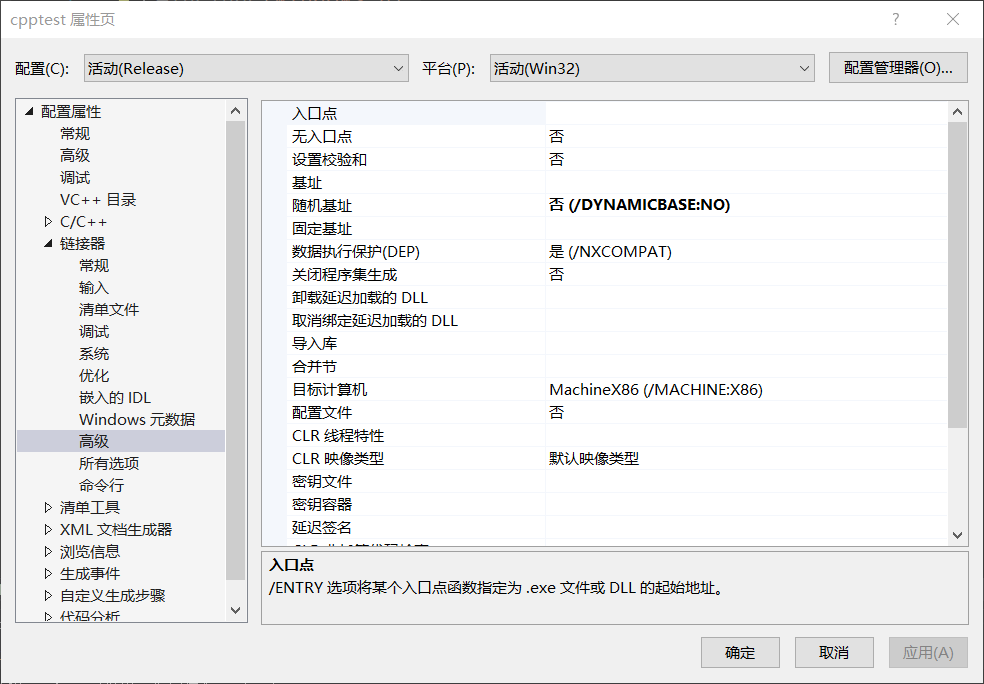 cpptest 属性页
?
配置(C): 活动(Release) 平台(P): 活动(Win32) 配置管理器(O)...
配置属性
常规
高级
调试
VC++ 目录
C/C++
链接器
常规
输入
清单文件
调试
系统
优化
嵌入的 IDL
Windows 元数据
高级
所有选项
命令行
清单工具
XML 文档生成器
浏览信息
生成事件
自定义生成步骤
代码分析
入口点
无入口点 否
设置校验和 否
基址
随机基址 否 (/DYNAMICBASE:NO)
固定基址
数据执行保护(DEP) 是 (/NXCOMPAT)
关闭程序集生成 否
卸载延迟加载的 DLL
取消绑定延迟加载的 DLL
导入库
合并节
目标计算机 MachineX86 (/MACHINE:X86)
配置文件 否
CLR 线程特性
CLR 映像类型 默认映像类型
密钥文件
密钥容器
延迟签名
入口点
/ENTRY 选项将某个入口点函数指定为 .exe 文件或 DLL 的起始地址。
确定 取消 应用(A)